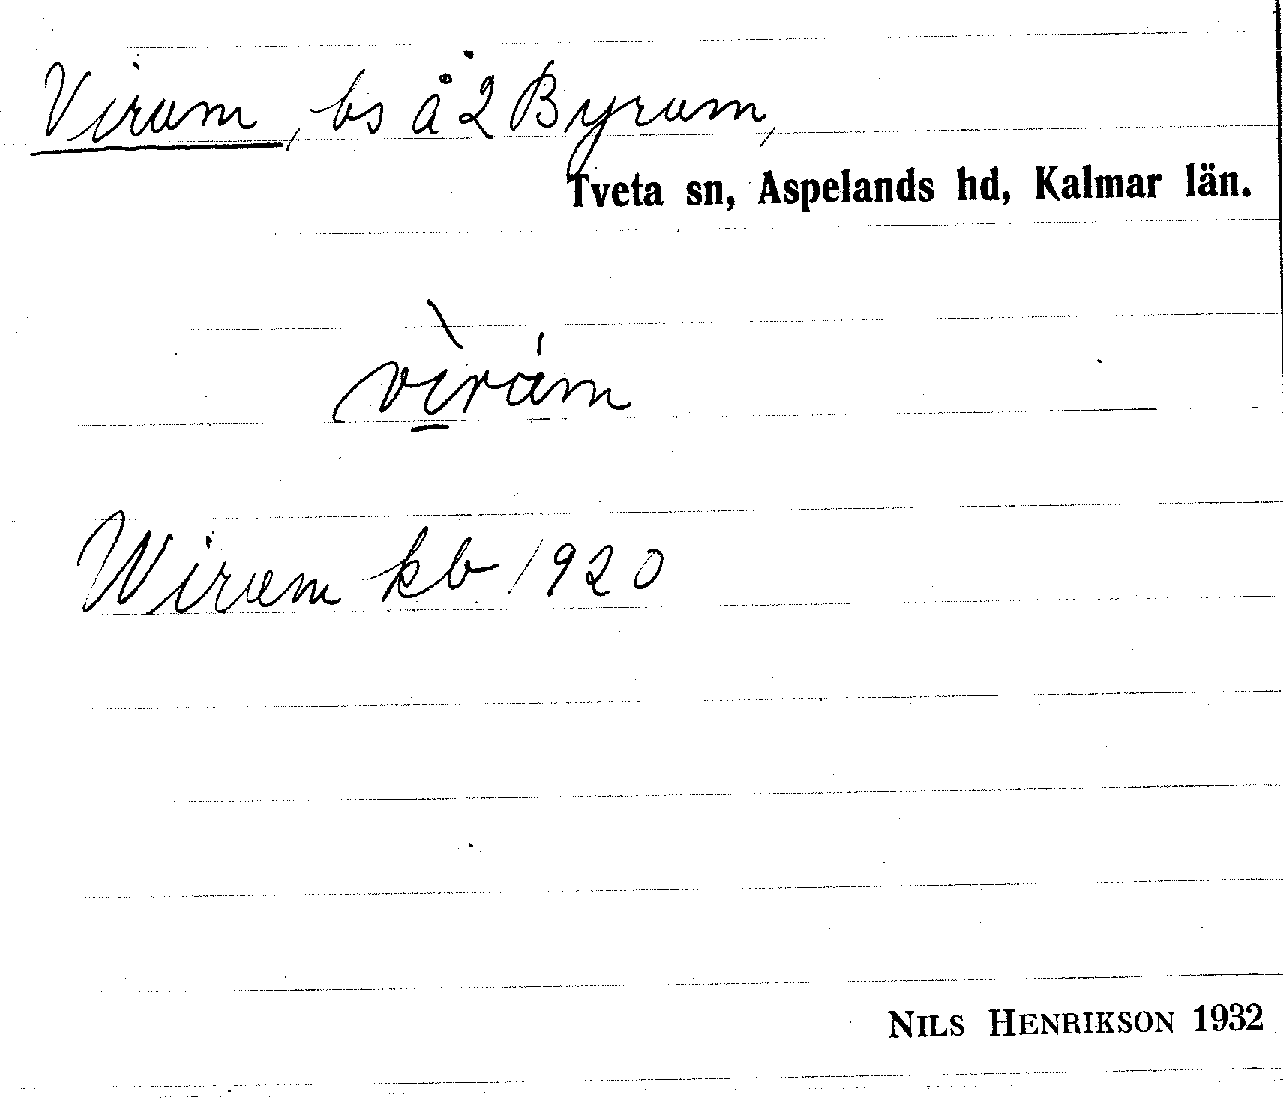 Virum, bs å 2 Byrum,
Tveta sn, Aspelands hd, Kalmar län.
vìrám
Wirum kb 1920
NILS HENRIKSON 1932